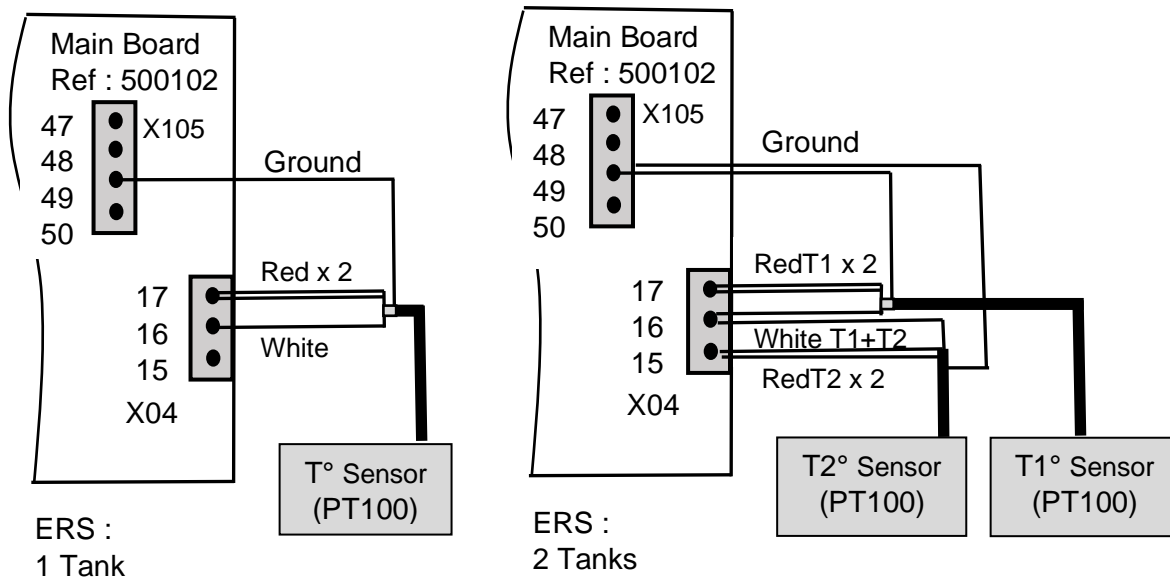 Main Board
Ref : 500102
47
X105
48
Ground
49
50
Red x 2
17
16
White
15
X04
T° Sensor
(PT100)
ERS :
1 Tank
Main Board
Ref : 500102
47
X105
48
Ground
49
50
RedT1 x 2
17
16
White T1+T2
15
RedT2 x 2
X04
T2° Sensor
(PT100)
T1° Sensor
(PT100)
ERS :
2 Tanks